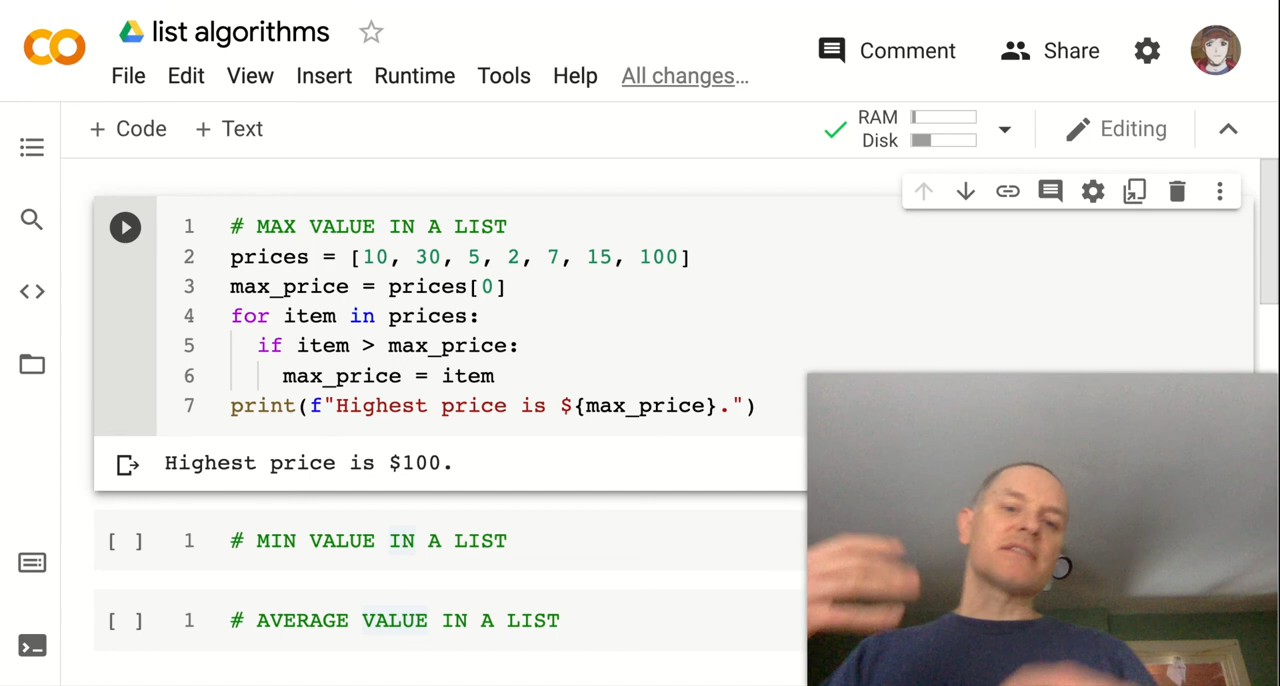 list algorithms
File Edit View Insert Runtime Tools Help All changes…
Comment Share
+ Code + Text
RAM
Disk
Editing
1 # MAX VALUE IN A LIST
2 prices = [10, 30, 5, 2, 7, 15, 100]
3 max_price = prices[0]
4 for item in prices:
5 if item > max_price:
6 max_price = item
7 print(f"Highest price is ${max_price}.")
Highest price is $100.
[ ] 1 # MIN VALUE IN A LIST
[ ] 1 # AVERAGE VALUE IN A LIST